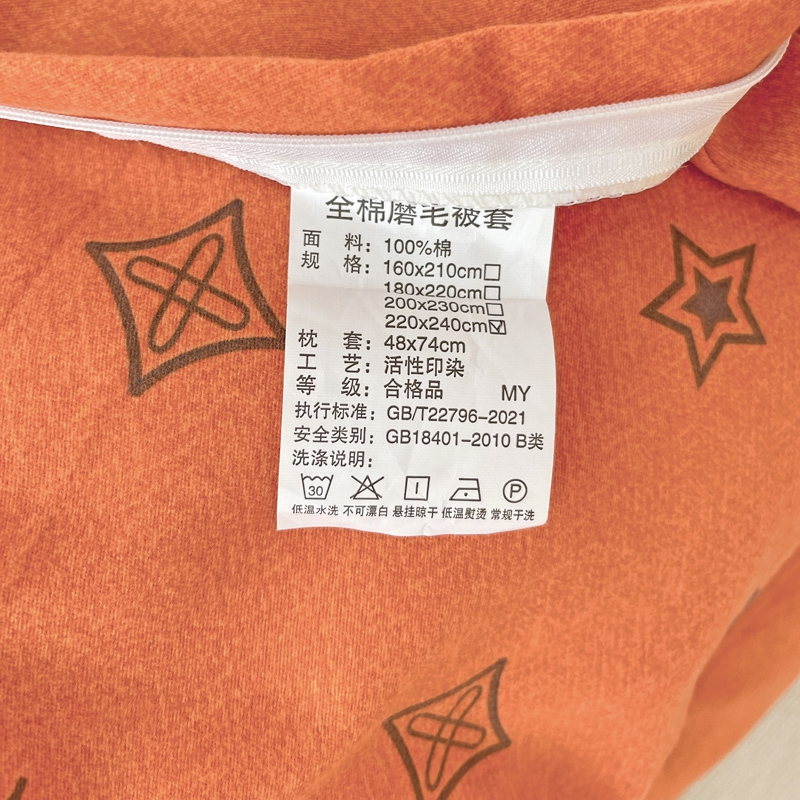 全棉磨毛被套
面 料：100%棉
规 格：160x210cm☐
180x220cm☐
200x230cm☐
220x240cm☑
枕 套：48x74cm
工 艺：活性印染
等 级：合格品 MY
执行标准：GB/T22796-2021
安全类别：GB18401-2010 B类
洗涤说明：
30 P
低温水洗 不可漂白 悬挂晾干 低温熨烫 常规干洗